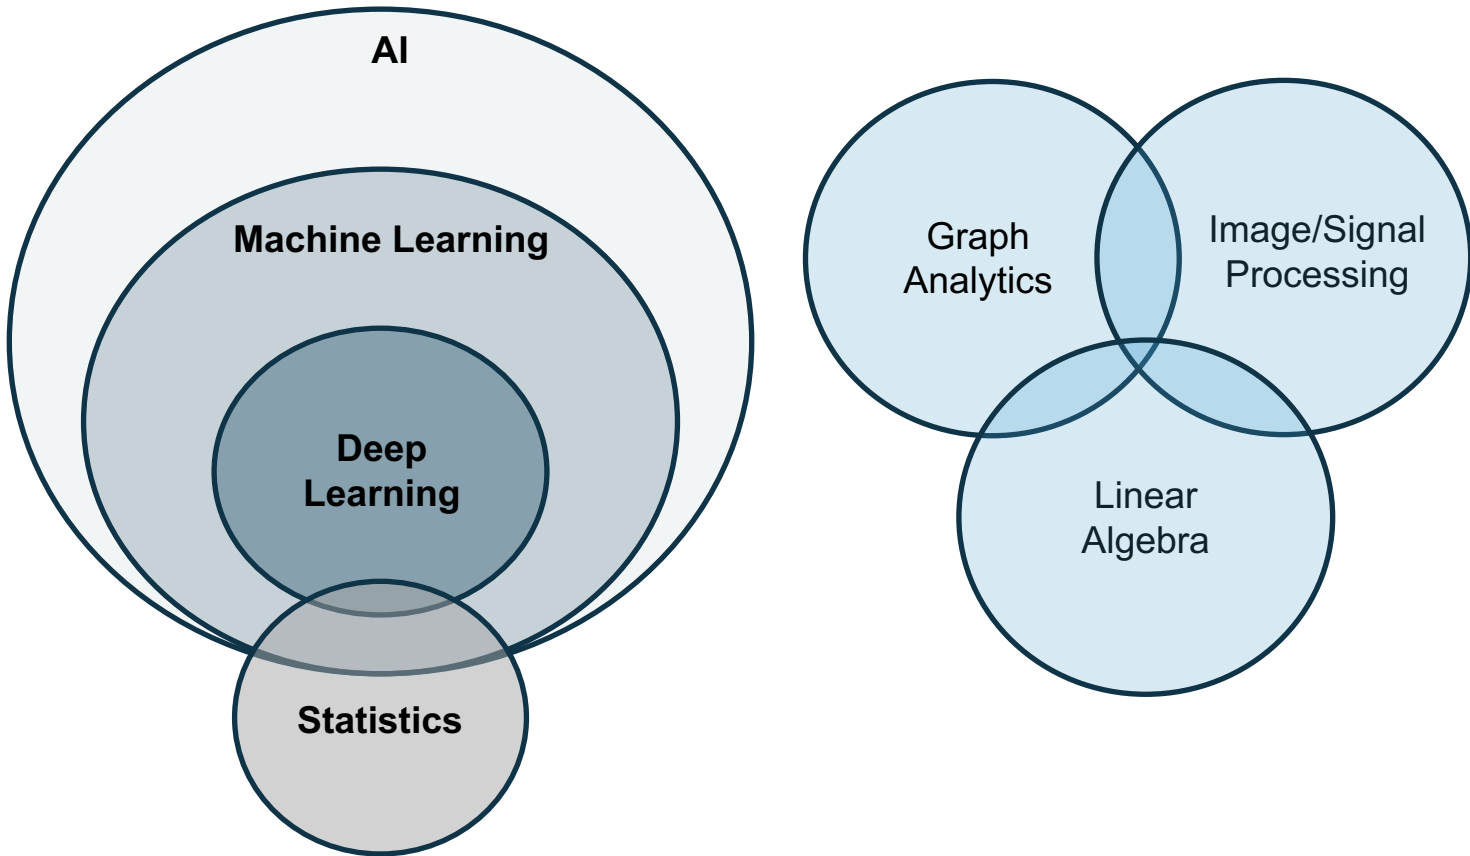 AI
Machine Learning
Deep
Learning
Statistics
Graph
Analytics
Image/Signal
Processing
Linear
Algebra